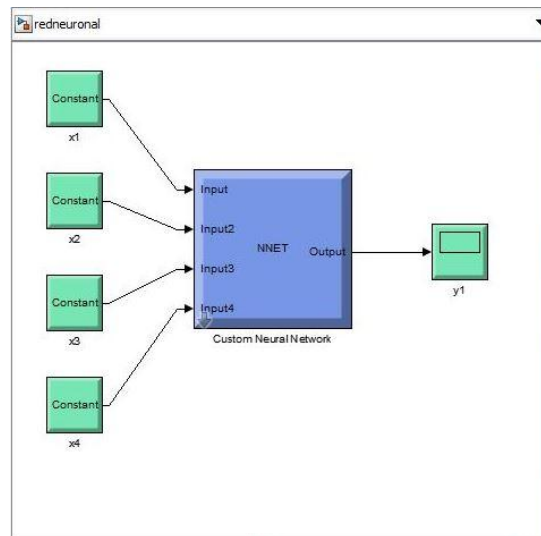 redneuronal
Constant
x1
Constant
x2
Constant
x3
Constant
x4
Input
Input2
Input3
Input4
NNET
Output
Custom Neural Network
y1